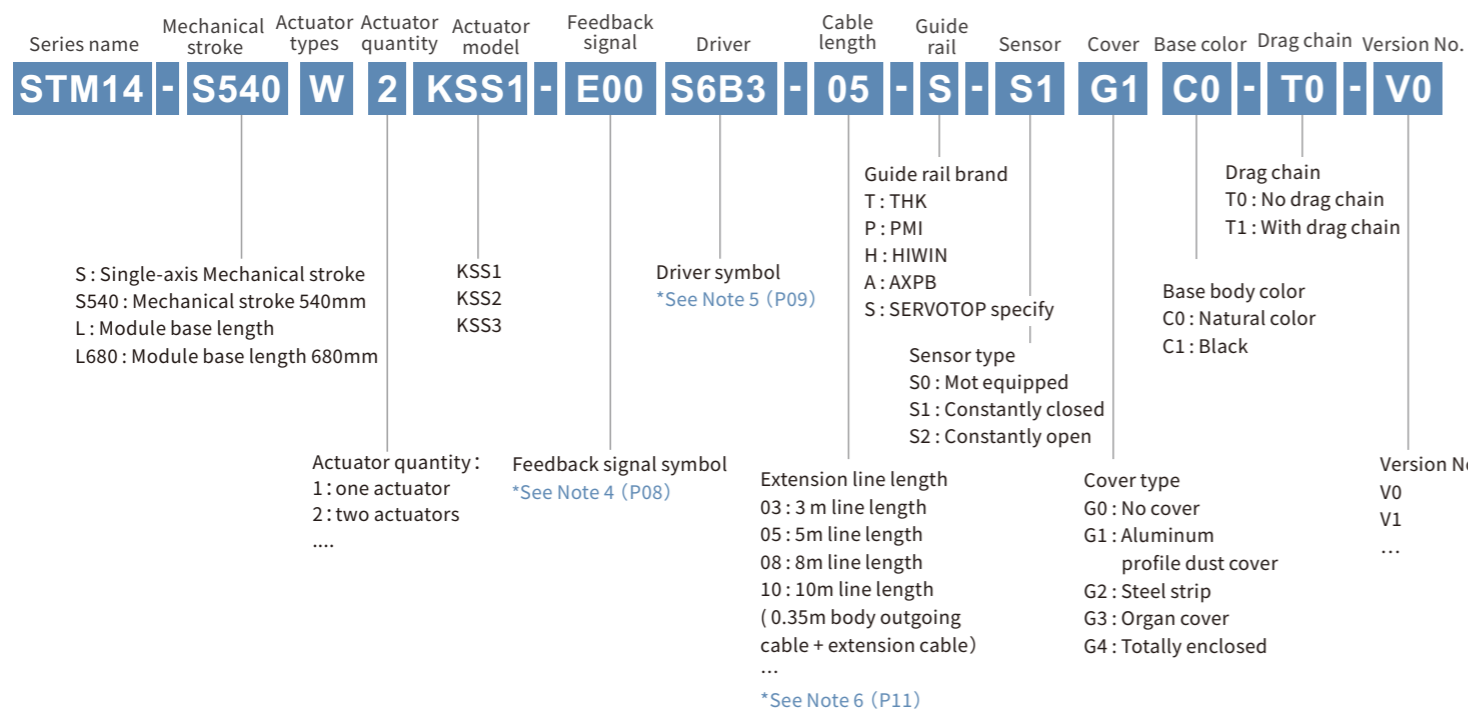 Series name
Mechanical
stroke
Actuator
types
Actuator
quantity
Actuator
model
Feedback
signal
Driver
Cable
length
Guide
rail
Sensor
Cover
Base color
Drag chain
Version No.
STM14 - S540 W 2 KSS1 - E00 S6B3 - 05 - S - S1 G1 C0 - T0 - V0
S : Single-axis Mechanical stroke
S540 : Mechanical stroke 540mm
L : Module base length
L680 : Module base length 680mm
Actuator quantity：
1：one actuator
2：two actuators
....
KSS1
KSS2
KSS3
Feedback signal symbol
*See Note 4（P08）
Driver symbol
*See Note 5（P09）
Extension line length
03 : 3 m line length
05 : 5m line length
08 : 8m line length
10 : 10m line length
( 0.35m body outgoing
cable + extension cable）
...
*See Note 6（P11）
Guide rail brand
T : THK
P : PMI
H : HIWIN
A : AXPB
S : SERVOTOP specify
Sensor type
S0 : Mot equipped
S1 : Constantly closed
S2 : Constantly open
Cover type
G0 : No cover
G1 : Aluminum
profile dust cover
G2 : Steel strip
G3 : Organ cover
G4 : Totally enclosed
Base body color
C0 : Natural color
C1 : Black
Drag chain
T0 : No drag chain
T1 : With drag chain
Version No
V0
V1
...